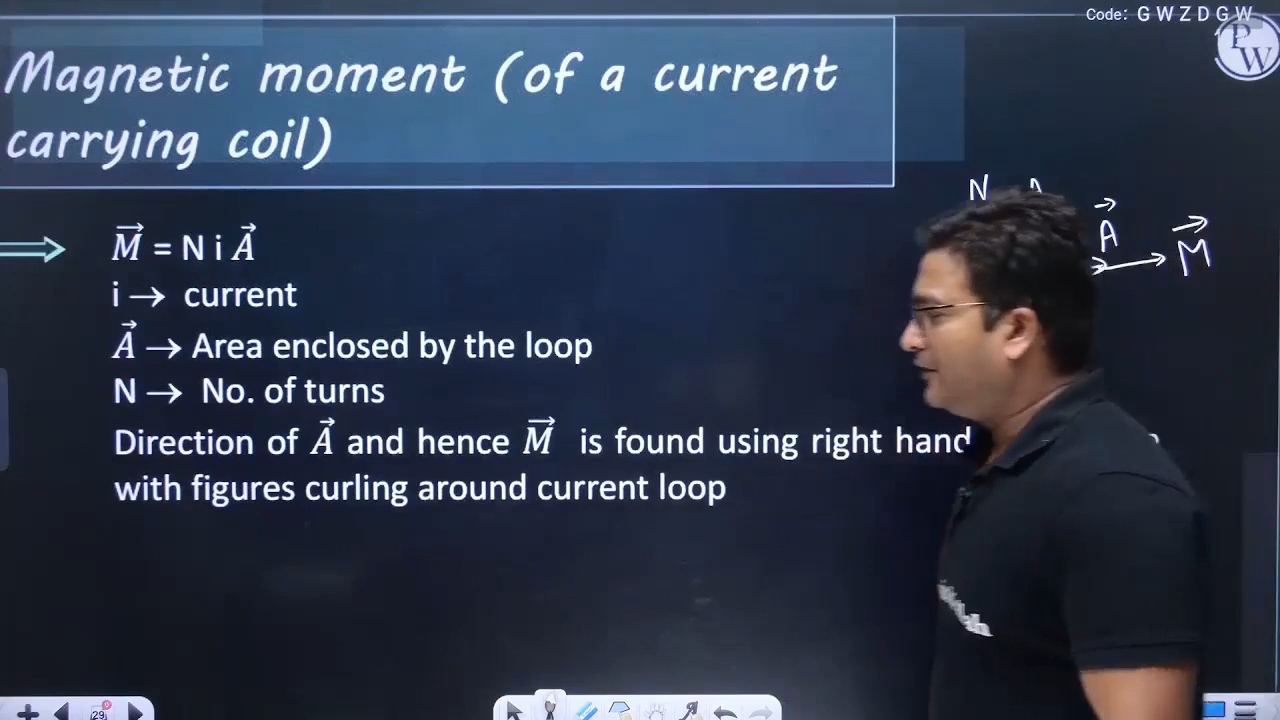 Code: G W Z D G W
P
W
Magnetic moment (of a current
carrying coil)
N
A⃗
M⃗
M⃗ = N i A⃗
i → current
A⃗ → Area enclosed by the loop
N → No. of turns
Direction of A⃗ and hence M⃗ is found using right hand
with figures curling around current loop
29